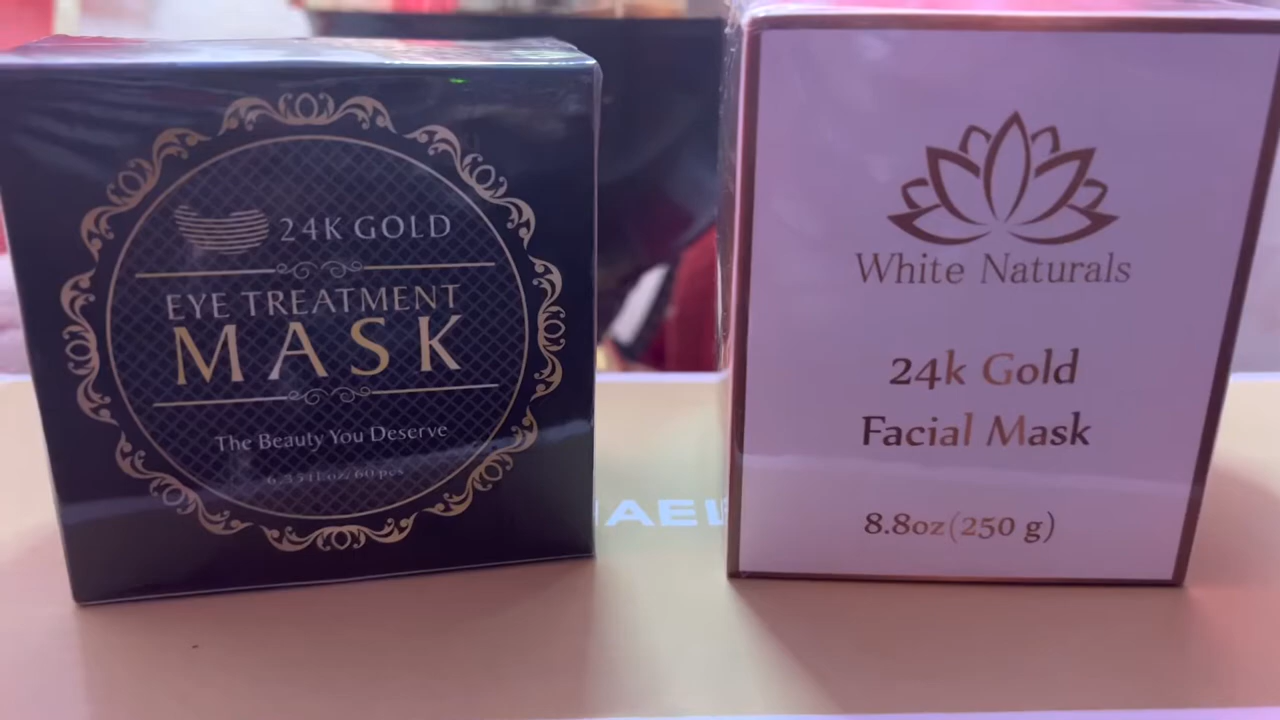 24K GOLD
EYE TREATMENT
MASK
The Beauty You Deserve
White Naturals
24k Gold
Facial Mask
8.8oz(250 g)